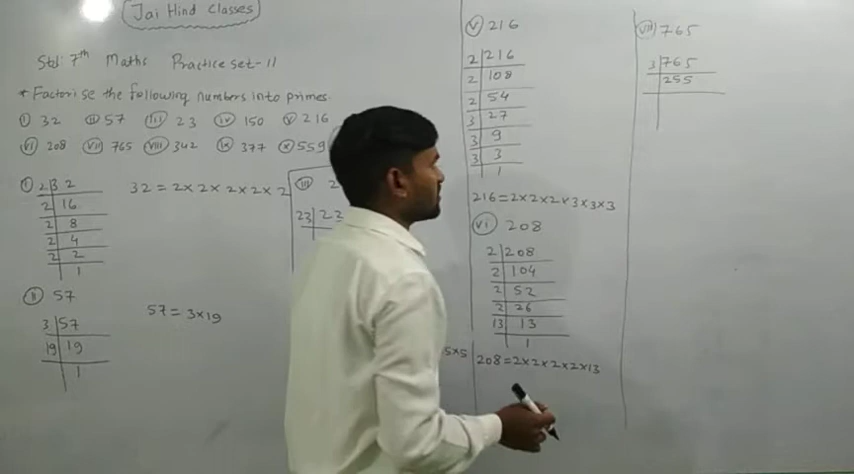 Jai Hind Classes
Std: 7th Maths Practice set-11
* Factorise the following numbers into primes.
(i) 32 (ii) 57 (iii) 23 (iv) 150 (v) 216
(vi) 208 (vii) 765 (viii) 342 (ix) 377 (x) 559
(i) 2|32
2|16
2|8
2|4
2|2
|1
32 = 2×2×2×2×2
(ii) 57
3|57
19|19
|1
57 = 3×19
(iii) 2
23|23
5×5
(v) 216
2|216
2|108
2|54
3|27
3|9
3|3
|1
216 = 2×2×2×3×3×3
(vi) 208
2|208
2|104
2|52
2|26
13|13
|1
208 = 2×2×2×2×13
(vii) 765
3|765
|255